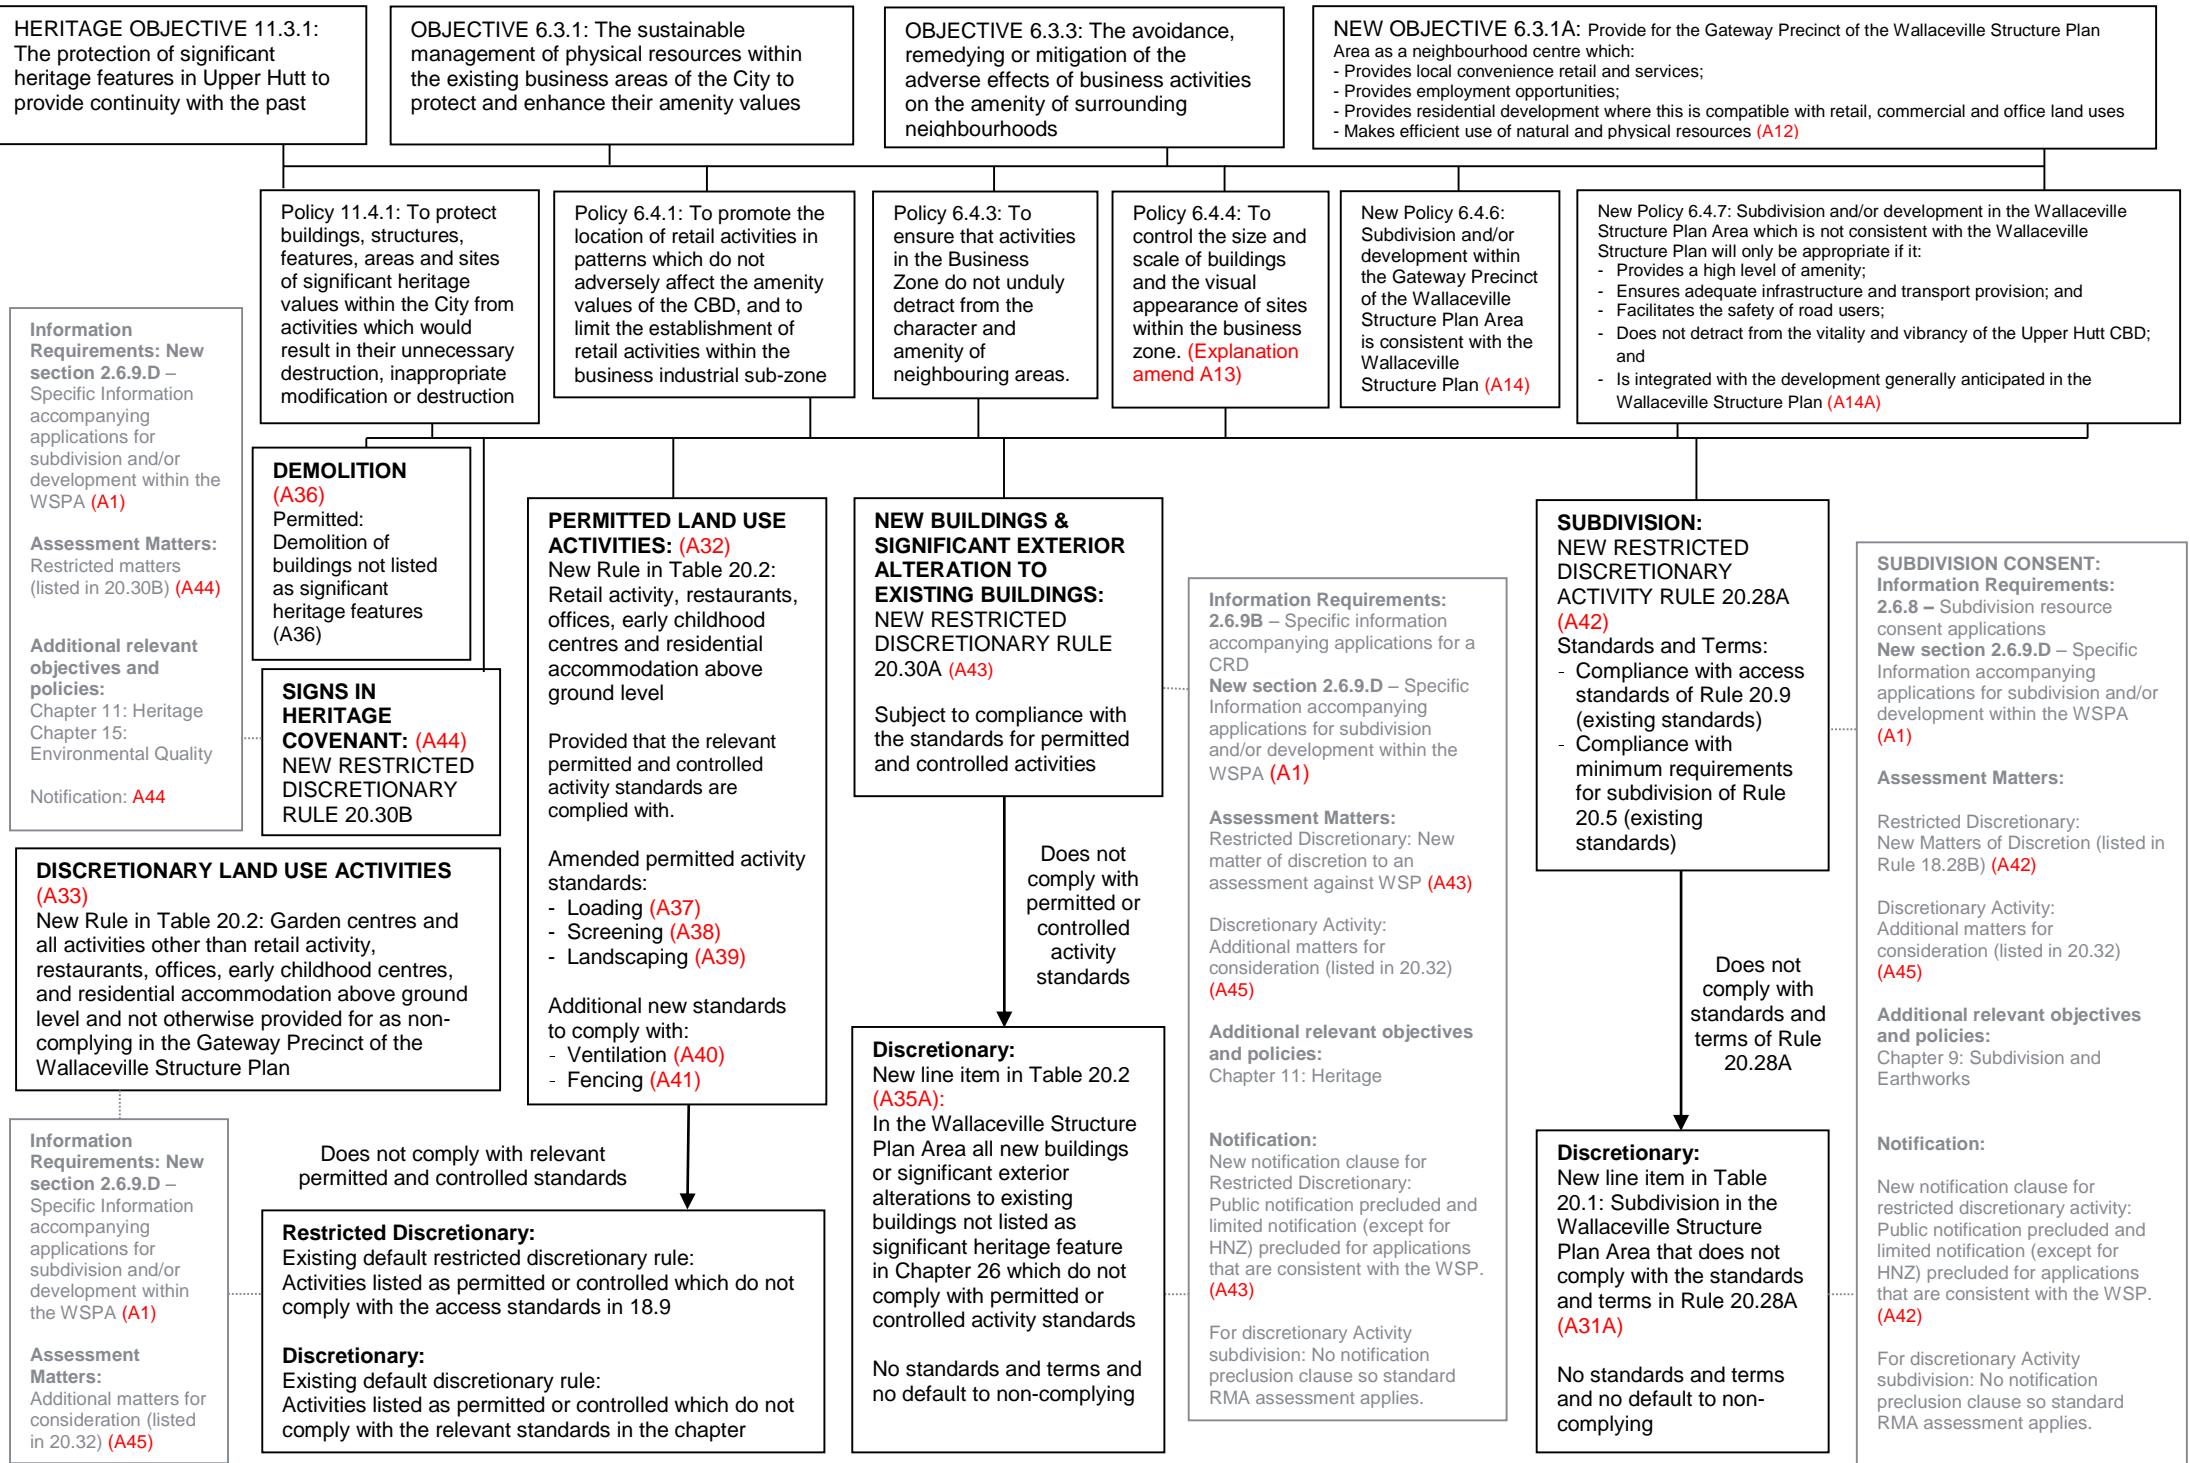 HERITAGE OBJECTIVE 11.3.1:
The protection of significant
heritage features in Upper Hutt to
provide continuity with the past
OBJECTIVE 6.3.1: The sustainable
management of physical resources within
the existing business areas of the City to
protect and enhance their amenity values
OBJECTIVE 6.3.3: The avoidance,
remedying or mitigation of the
adverse effects of business activities
on the amenity of surrounding
neighbourhoods
NEW OBJECTIVE 6.3.1A: Provide for the Gateway Precinct of the Wallaceville Structure Plan
Area as a neighbourhood centre which:
- Provides local convenience retail and services;
- Provides employment opportunities;
- Provides residential development where this is compatible with retail, commercial and office land uses
- Makes efficient use of natural and physical resources (A12)
Policy 11.4.1: To protect
buildings, structures,
features, areas and sites
of significant heritage
values within the City from
activities which would
result in their unnecessary
destruction, inappropriate
modification or destruction
Policy 6.4.1: To promote the
location of retail activities in
patterns which do not
adversely affect the amenity
values of the CBD, and to
limit the establishment of
retail activities within the
business industrial sub-zone
Policy 6.4.3: To
ensure that activities
in the Business
Zone do not unduly
detract from the
character and
amenity of
neighbouring areas.
Policy 6.4.4: To
control the size and
scale of buildings
and the visual
appearance of sites
within the business
zone. (Explanation
amend A13)
New Policy 6.4.6:
Subdivision and/or
development within
the Gateway Precinct
of the Wallaceville
Structure Plan Area
is consistent with the
Wallaceville
Structure Plan (A14)
New Policy 6.4.7: Subdivision and/or development in the Wallaceville
Structure Plan Area which is not consistent with the Wallaceville
Structure Plan will only be appropriate if it:
- Provides a high level of amenity;
- Ensures adequate infrastructure and transport provision; and
- Facilitates the safety of road users;
- Does not detract from the vitality and vibrancy of the Upper Hutt CBD;
and
- Is integrated with the development generally anticipated in the
Wallaceville Structure Plan (A14A)
Information
Requirements: New
section 2.6.9.D –
Specific Information
accompanying
applications for
subdivision and/or
development within the
WSPA (A1)
Assessment Matters:
Restricted matters
(listed in 20.30B) (A44)
Additional relevant
objectives and
policies:
Chapter 11: Heritage
Chapter 15:
Environmental Quality
Notification: A44
DEMOLITION
(A36)
Permitted:
Demolition of
buildings not listed
as significant
heritage features
(A36)
SIGNS IN
HERITAGE
COVENANT: (A44)
NEW RESTRICTED
DISCRETIONARY
RULE 20.30B
PERMITTED LAND USE
ACTIVITIES: (A32)
New Rule in Table 20.2:
Retail activity, restaurants,
offices, early childhood
centres and residential
accommodation above
ground level
Provided that the relevant
permitted and controlled
activity standards are
complied with.
Amended permitted activity
standards:
- Loading (A37)
- Screening (A38)
- Landscaping (A39)
Additional new standards
to comply with:
- Ventilation (A40)
- Fencing (A41)
NEW BUILDINGS &
SIGNIFICANT EXTERIOR
ALTERATION TO
EXISTING BUILDINGS:
NEW RESTRICTED
DISCRETIONARY RULE
20.30A (A43)
Subject to compliance with
the standards for permitted
and controlled activities
Does not
comply with
permitted or
controlled
activity
standards
Information Requirements:
2.6.9B – Specific information
accompanying applications for a
CRD
New section 2.6.9.D – Specific
Information accompanying
applications for subdivision
and/or development within the
WSPA (A1)
Assessment Matters:
Restricted Discretionary: New
matter of discretion to an
assessment against WSP (A43)
Discretionary Activity:
Additional matters for
consideration (listed in 20.32)
(A45)
Additional relevant objectives
and policies:
Chapter 11: Heritage
Notification:
New notification clause for
Restricted Discretionary:
Public notification precluded and
limited notification (except for
HNZ) precluded for applications
that are consistent with the WSP.
(A43)
For discretionary Activity
subdivision: No notification
preclusion clause so standard
RMA assessment applies.
SUBDIVISION:
NEW RESTRICTED
DISCRETIONARY
ACTIVITY RULE 20.28A
(A42)
Standards and Terms:
- Compliance with access
standards of Rule 20.9
(existing standards)
- Compliance with
minimum requirements
for subdivision of Rule
20.5 (existing
standards)
Does not
comply with
standards and
terms of Rule
20.28A
SUBDIVISION CONSENT:
Information Requirements:
2.6.8 – Subdivision resource
consent applications
New section 2.6.9.D – Specific
Information accompanying
applications for subdivision and/or
development within the WSPA
(A1)
Assessment Matters:
Restricted Discretionary:
New Matters of Discretion (listed in
Rule 18.28B) (A42)
Discretionary Activity:
Additional matters for
consideration (listed in 20.32)
(A45)
Additional relevant objectives
and policies:
Chapter 9: Subdivision and
Earthworks
Notification:
New notification clause for
restricted discretionary activity:
Public notification precluded and
limited notification (except for
HNZ) precluded for applications
that are consistent with the WSP.
(A42)
For discretionary Activity
subdivision: No notification
preclusion clause so standard
RMA assessment applies.
DISCRETIONARY LAND USE ACTIVITIES
(A33)
New Rule in Table 20.2: Garden centres and
all activities other than retail activity,
restaurants, offices, early childhood centres,
and residential accommodation above ground
level and not otherwise provided for as non-
complying in the Gateway Precinct of the
Wallaceville Structure Plan
Information
Requirements: New
section 2.6.9.D –
Specific Information
accompanying
applications for
subdivision and/or
development within
the WSPA (A1)
Assessment
Matters:
Additional matters for
consideration (listed
in 20.32) (A45)
Does not comply with relevant
permitted and controlled standards
Restricted Discretionary:
Existing default restricted discretionary rule:
Activities listed as permitted or controlled which do not
comply with the access standards in 18.9
Discretionary:
Existing default discretionary rule:
Activities listed as permitted or controlled which do not
comply with the relevant standards in the chapter
Discretionary:
New line item in Table 20.2
(A35A):
In the Wallaceville Structure
Plan Area all new buildings
or significant exterior
alterations to existing
buildings not listed as
significant heritage feature
in Chapter 26 which do not
comply with permitted or
controlled activity standards
No standards and terms and
no default to non-complying
Discretionary:
New line item in Table
20.1: Subdivision in the
Wallaceville Structure
Plan Area that does not
comply with the standards
and terms in Rule 20.28A
(A31A)
No standards and terms
and no default to non-
complying